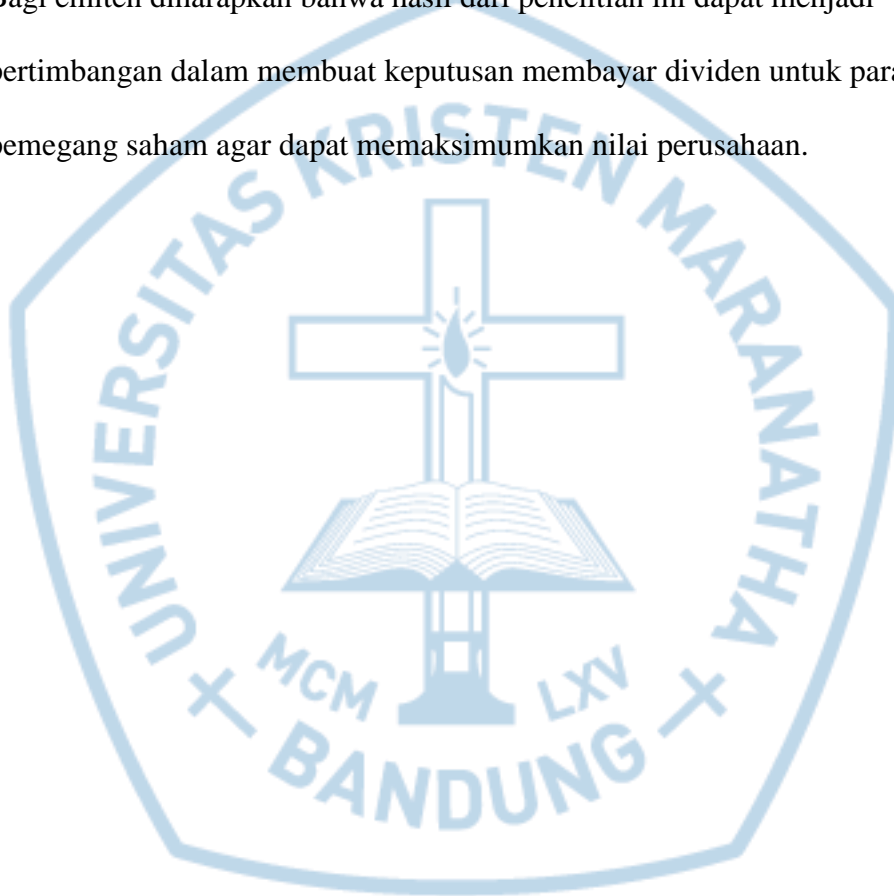 Bagi emiten diharapkan bahwa hasil dari penelitian ini dapat menjadi
pertimbangan dalam membuat keputusan membayar dividen untuk para
pemegang saham agar dapat memaksimumkan nilai perusahaan.
UNIVERSITAS KRISTEN MARANATHA
MCM LXV
BANDUNG